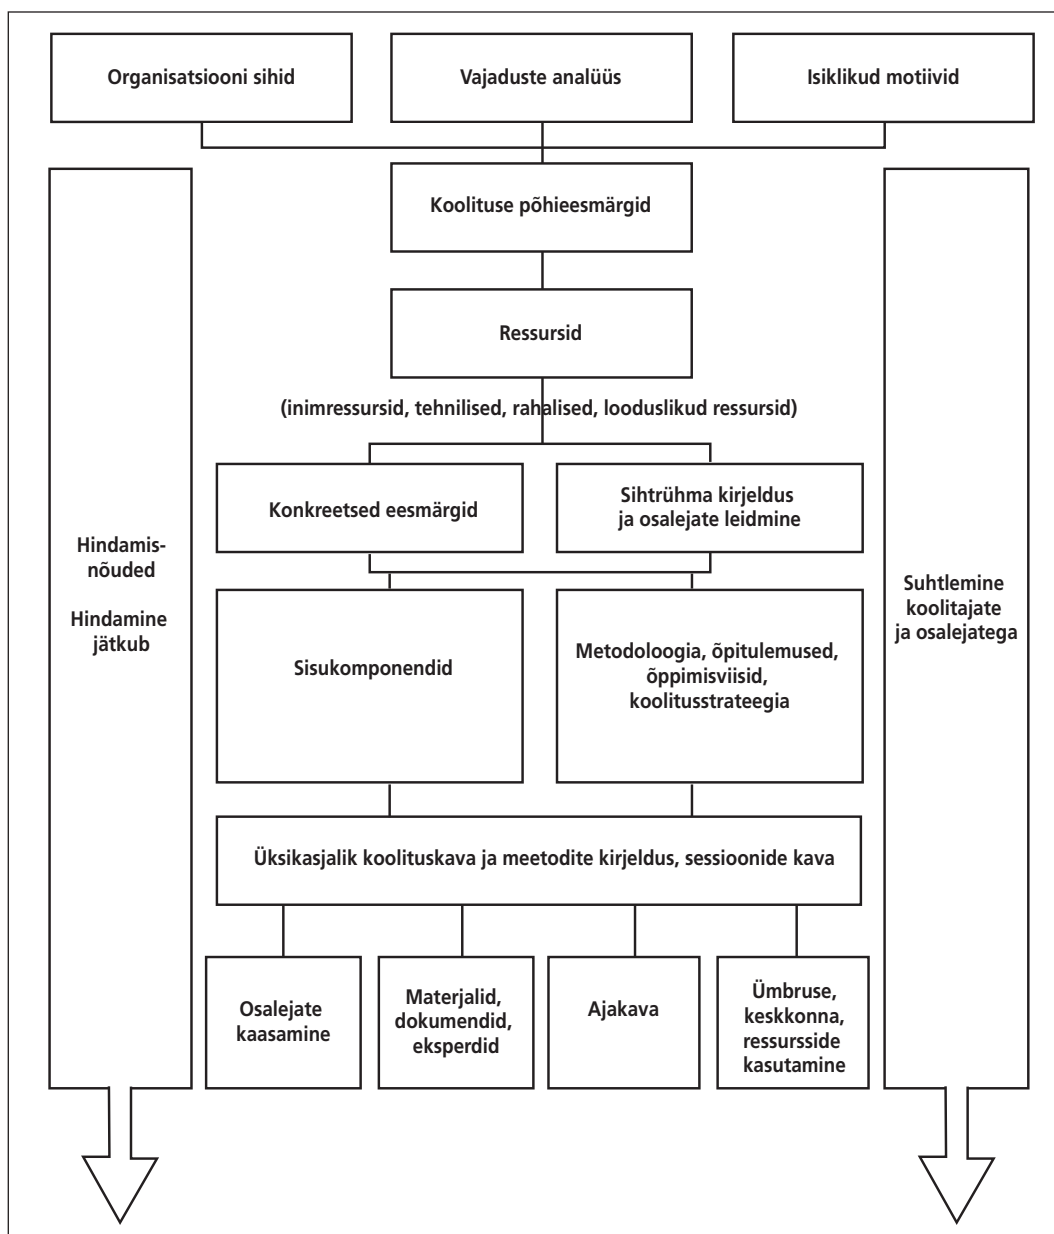 Organisatsiooni sihid
Vajaduste analüüs
Isiklikud motiivid
Koolituse põhieesmärgid
Ressursid
(inimressursid, tehnilised, rahalised, looduslikud ressursid)
Konkreetsed eesmärgid
Sihtrühma kirjeldus
ja osalejate leidmine
Hindamis-
nõuded
Hindamine
jätkub
Suhtlemine
koolitajate
ja osalejatega
Sisukomponendid
Metodoloogia, õpitulemused,
õppimisviisid,
koolitusstrateegia
Üksikasjalik koolituskava ja meetodite kirjeldus, sessioonide kava
Osalejate
kaasamine
Materjalid,
dokumendid,
eksperdid
Ajakava
Ümbruse,
keskkonna,
ressursside
kasutamine